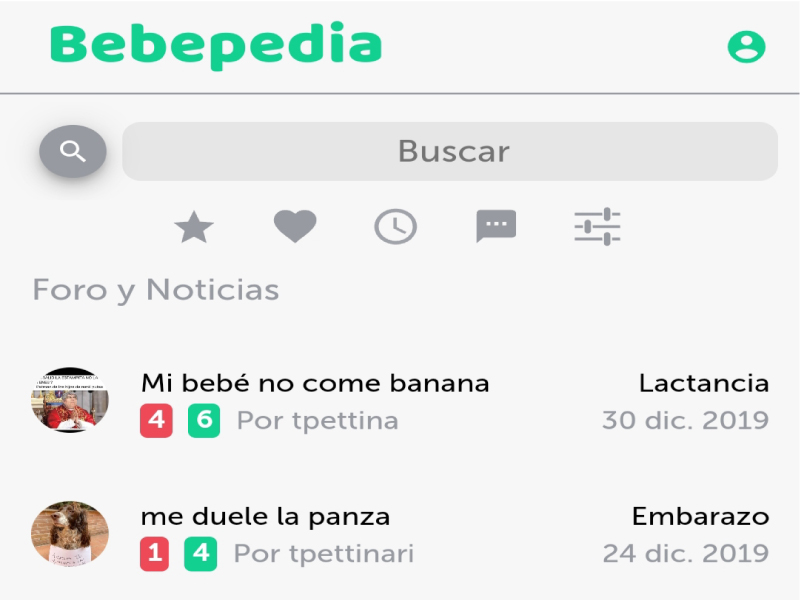 Bebepedia
Buscar
Foro y Noticias
Mi bebé no come banana
Lactancia
4 6 Por tpettina
30 dic. 2019
me duele la panza
Embarazo
1 4 Por tpettinari
24 dic. 2019